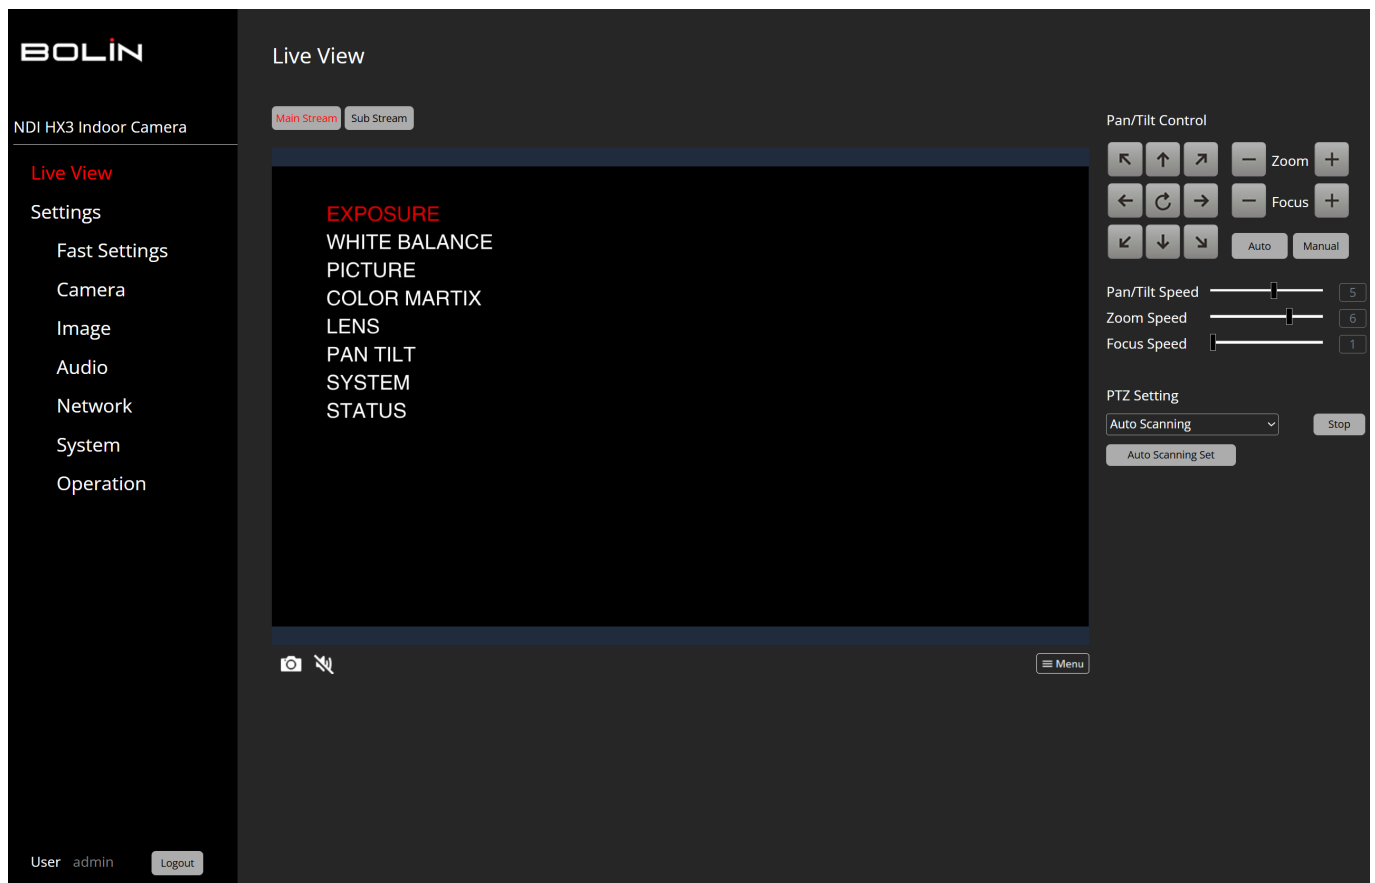 BOLIN
NDI HX3 Indoor Camera
Live View
Settings
Fast Settings
Camera
Image
Audio
Network
System
Operation
User admin Logout
Live View
Main Stream Sub Stream
EXPOSURE
WHITE BALANCE
PICTURE
COLOR MARTIX
LENS
PAN TILT
SYSTEM
STATUS
Menu
Pan/Tilt Control
Zoom
Focus
Auto Manual
Pan/Tilt Speed 5
Zoom Speed 6
Focus Speed 1
PTZ Setting
Auto Scanning Stop
Auto Scanning Set